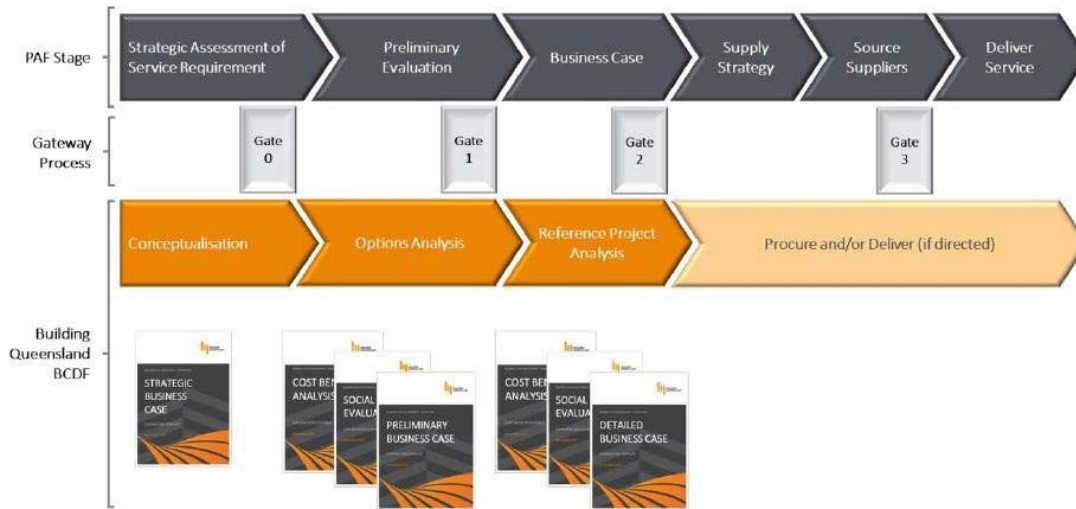 PAF Stage
Strategic Assessment of
Service Requirement
Preliminary
Evaluation
Business Case
Supply
Strategy
Source
Suppliers
Deliver
Service
Gateway
Process
Gate
0
Gate
1
Gate
2
Gate
3
Conceptualisation
Options Analysis
Reference Project
Analysis
Procure and/or Deliver (if directed)
Building
Queensland
BCDF
STRATEGIC
BUSINESS
CASE
COST BEN
ANALYSIS
SOCIAL
EVALUA
PRELIMINARY
BUSINESS CASE
COST BEN
ANALYSIS
SOCIAL
EVALUA
DETAILED
BUSINESS CASE